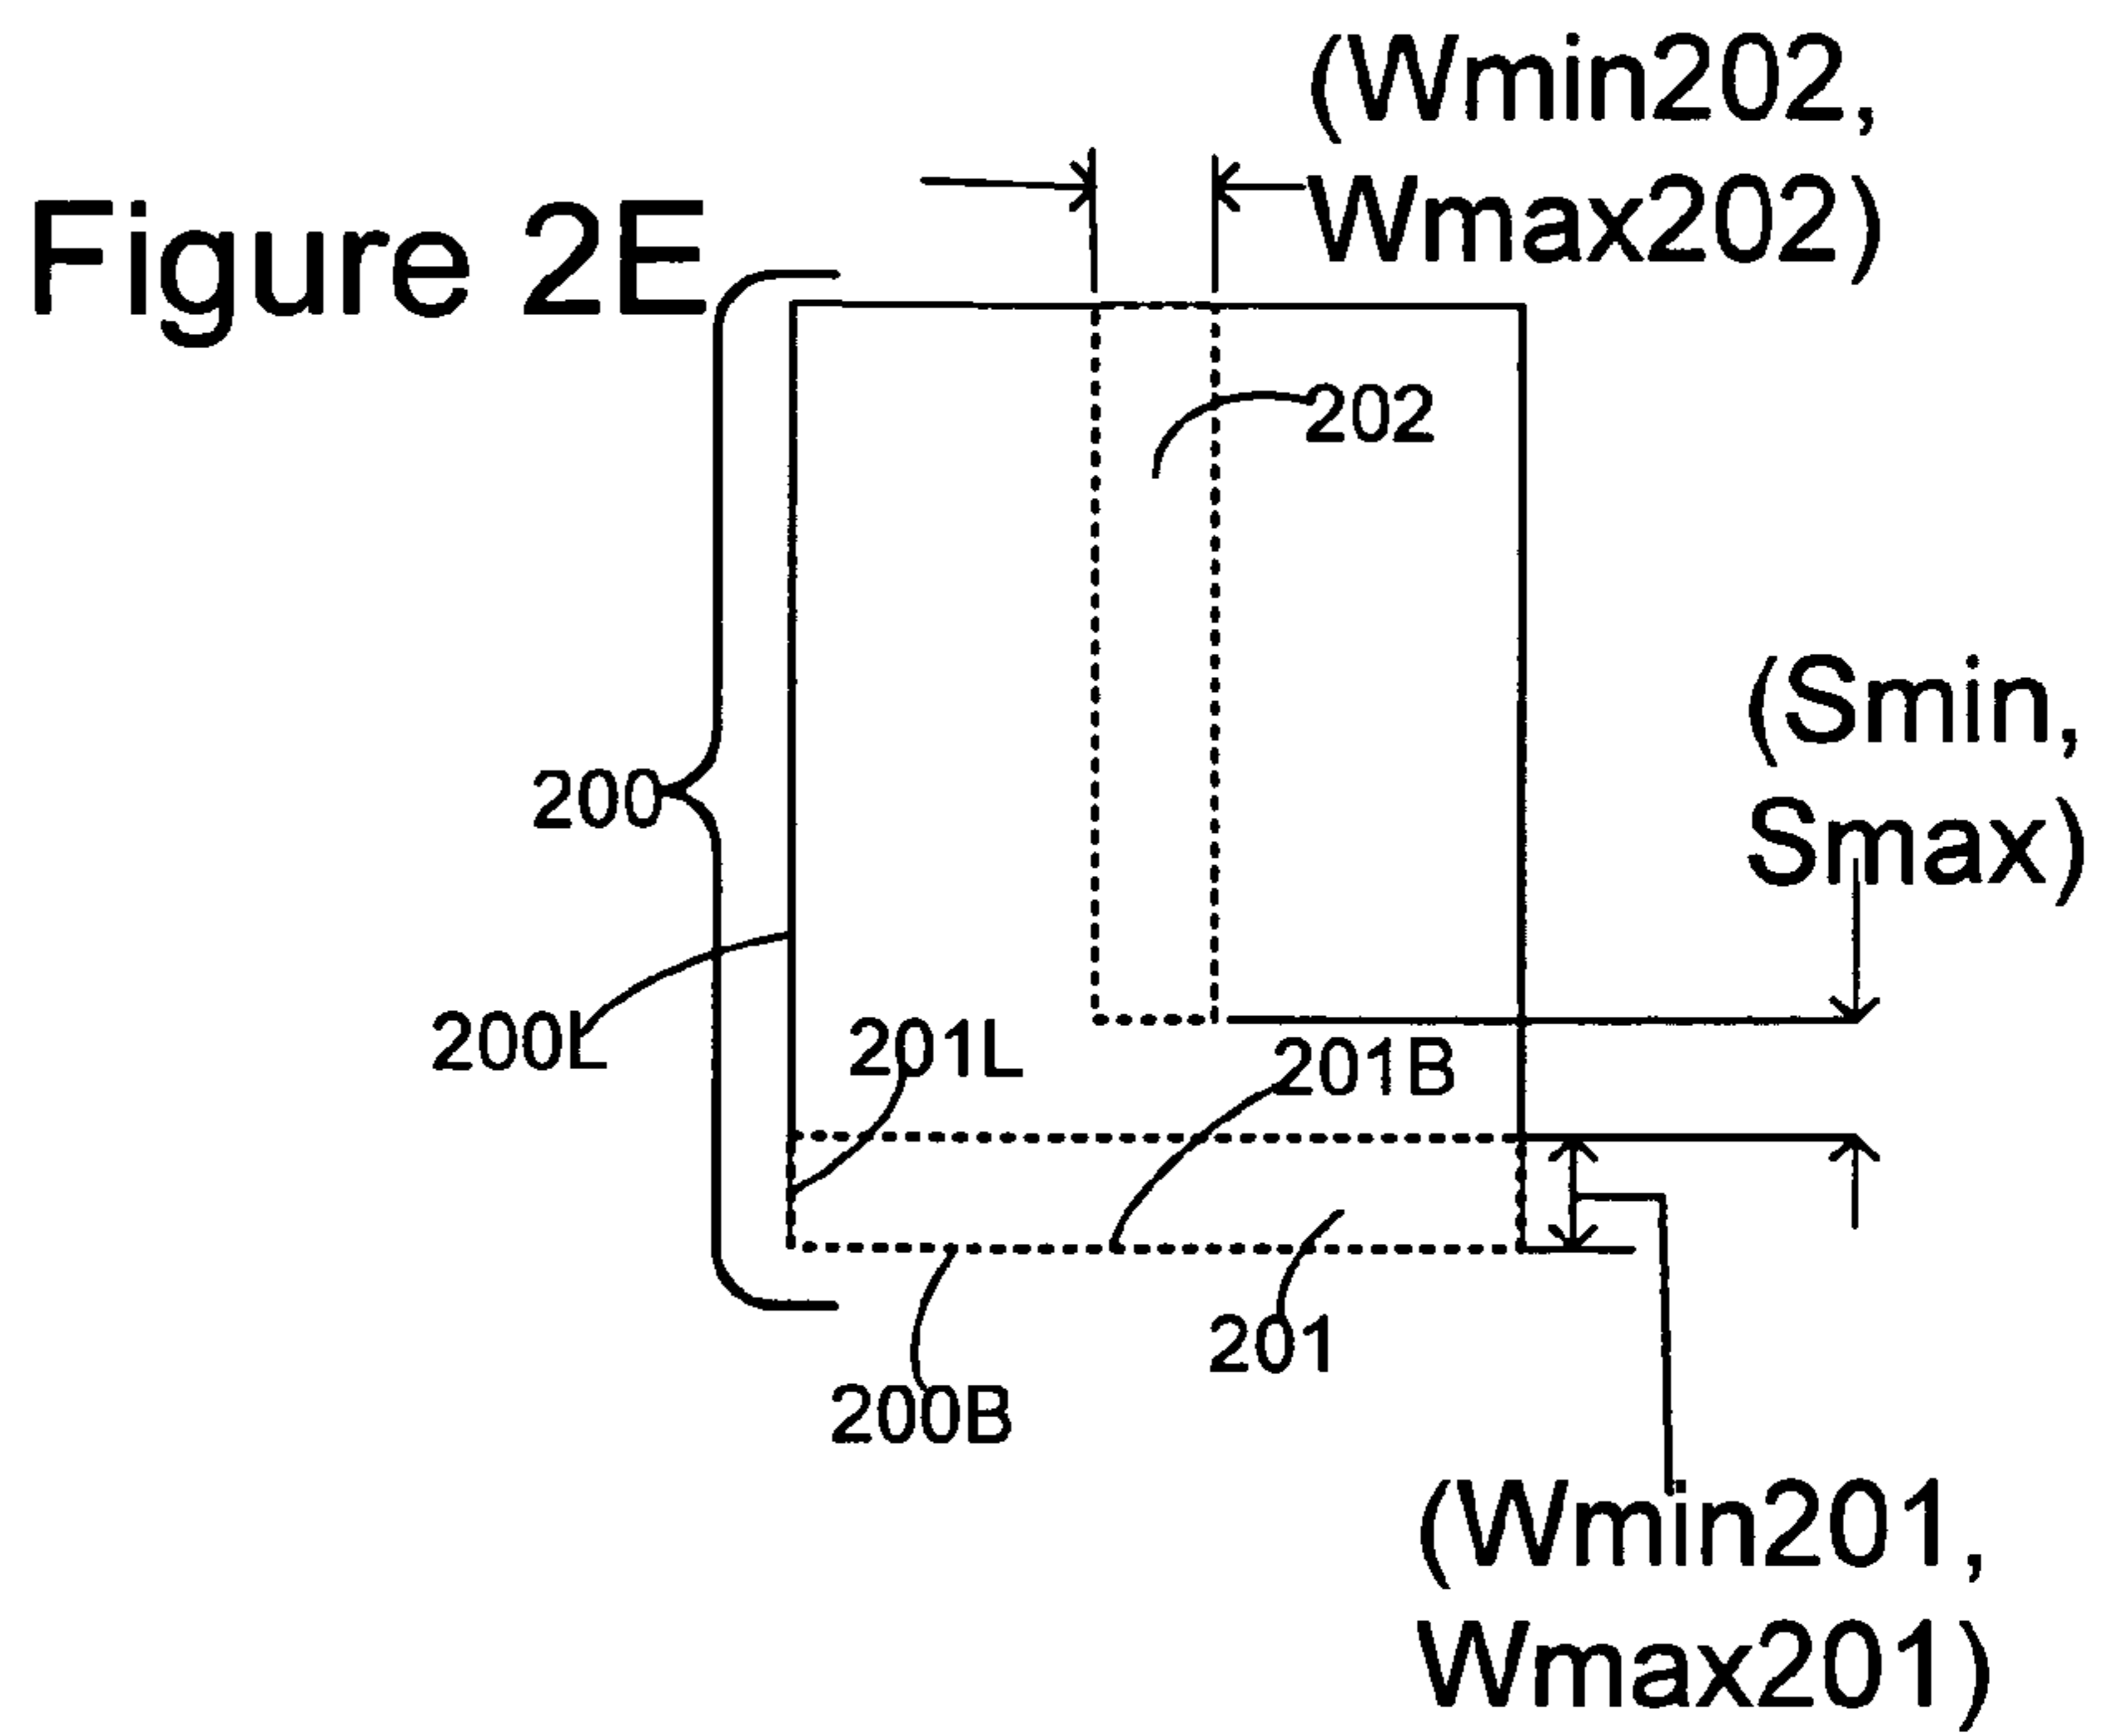 (Wmin202,
Wmax202)
Figure 2E
202
(Smin,
Smax)
200
200L
201L
201B
201
200B
(Wmin201,
Wmax201)